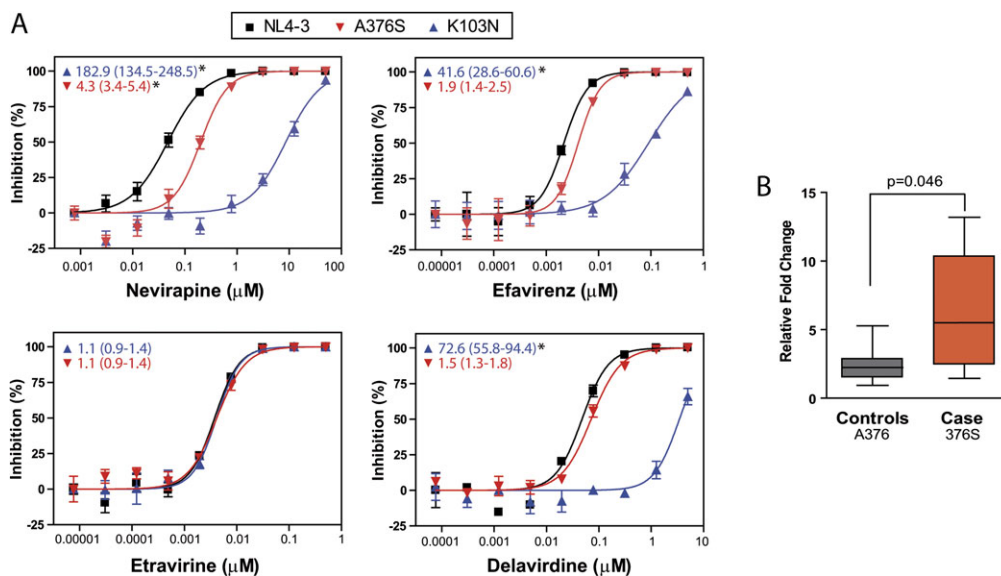 A
NL4-3 A376S K103N
182.9 (134.5-248.5)*
4.3 (3.4-5.4)*
100
75
50
25
0
-25
Inhibition (%)
0.001 0.01 0.1 1 10 100
Nevirapine (μM)
41.6 (28.6-60.6)*
1.9 (1.4-2.5)
100
75
50
25
0
-25
Inhibition (%)
0.00001 0.0001 0.001 0.01 0.1 1
Efavirenz (μM)
1.1 (0.9-1.4)
1.1 (0.9-1.4)
100
75
50
25
0
-25
Inhibition (%)
0.00001 0.0001 0.001 0.01 0.1 1
Etravirine (μM)
72.6 (55.8-94.4)*
1.5 (1.3-1.8)
100
75
50
25
0
-25
Inhibition (%)
0.0001 0.001 0.01 0.1 1 10
Delavirdine (μM)
B
p=0.046
15
10
5
0
Relative Fold Change
Controls Case
A376 376S